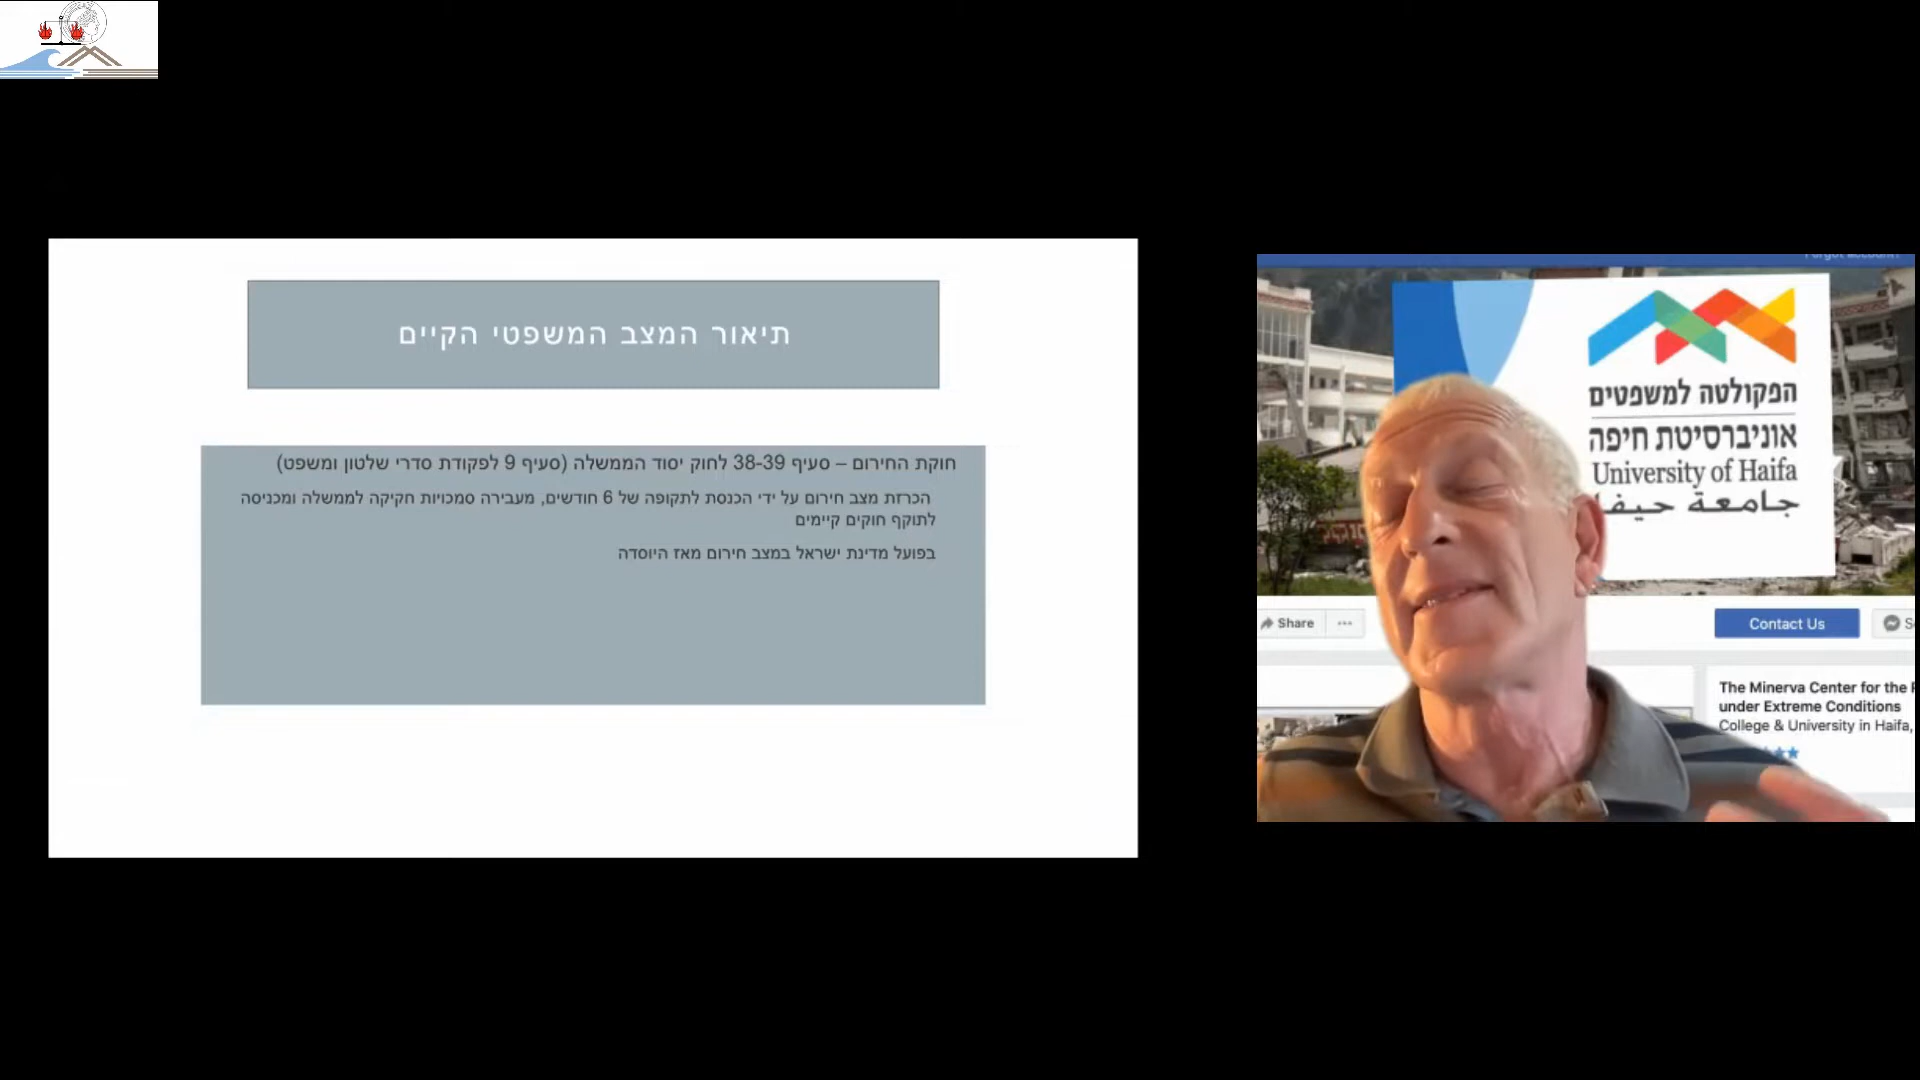 תיאור המצב המשפטי הקיים
חוקת החירום – סעיף 38-39 לחוק יסוד הממשלה (סעיף 9 לפקודת סדרי שלטון ומשפט)
הכרזת מצב חירום על ידי הכנסת לתקופה של 6 חודשים, מעבירה סמכויות חקיקה לממשלה ומכניסה
לתוקף חוקים קיימים
בפועל מדינת ישראל במצב חירום מאז היוסדה
Forgot account?
הפקולטה למשפטים
אוניברסיטת חיפה
University of Haifa
جامعة حيفا
Share
Contact Us
The Minerva Center for the
under Extreme Conditions
College & University in Haifa,